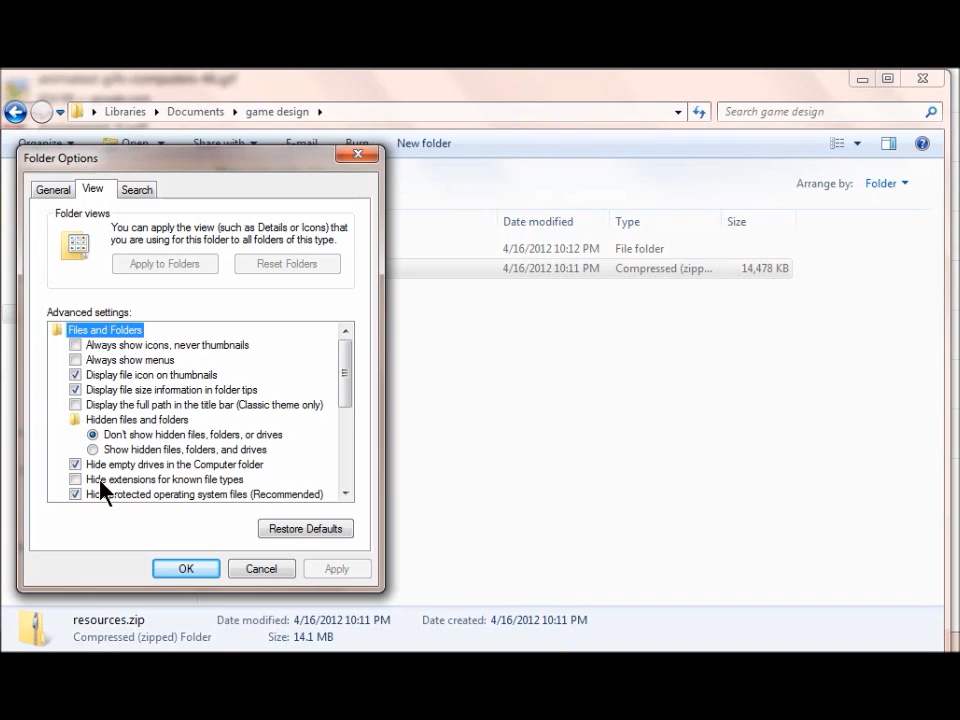 Libraries Documents game design
Search game design
Organize Open Share with E-mail Burn New folder
Folder Options
General View Search
Arrange by: Folder
Folder views
You can apply the view (such as Details or Icons) that
you are using for this folder to all folders of this type.
Apply to Folders Reset Folders
Date modified Type Size
4/16/2012 10:12 PM File folder
4/16/2012 10:11 PM Compressed (zipp... 14,478 KB
Advanced settings:
Files and Folders
Always show icons, never thumbnails
Always show menus
Display file icon on thumbnails
Display file size information in folder tips
Display the full path in the title bar (Classic theme only)
Hidden files and folders
Don't show hidden files, folders, or drives
Show hidden files, folders, and drives
Hide empty drives in the Computer folder
Hide extensions for known file types
Hide protected operating system files (Recommended)
Restore Defaults
OK Cancel Apply
resources.zip Date modified: 4/16/2012 10:11 PM Date created: 4/16/2012 10:11 PM
Compressed (zipped) Folder Size: 14.1 MB